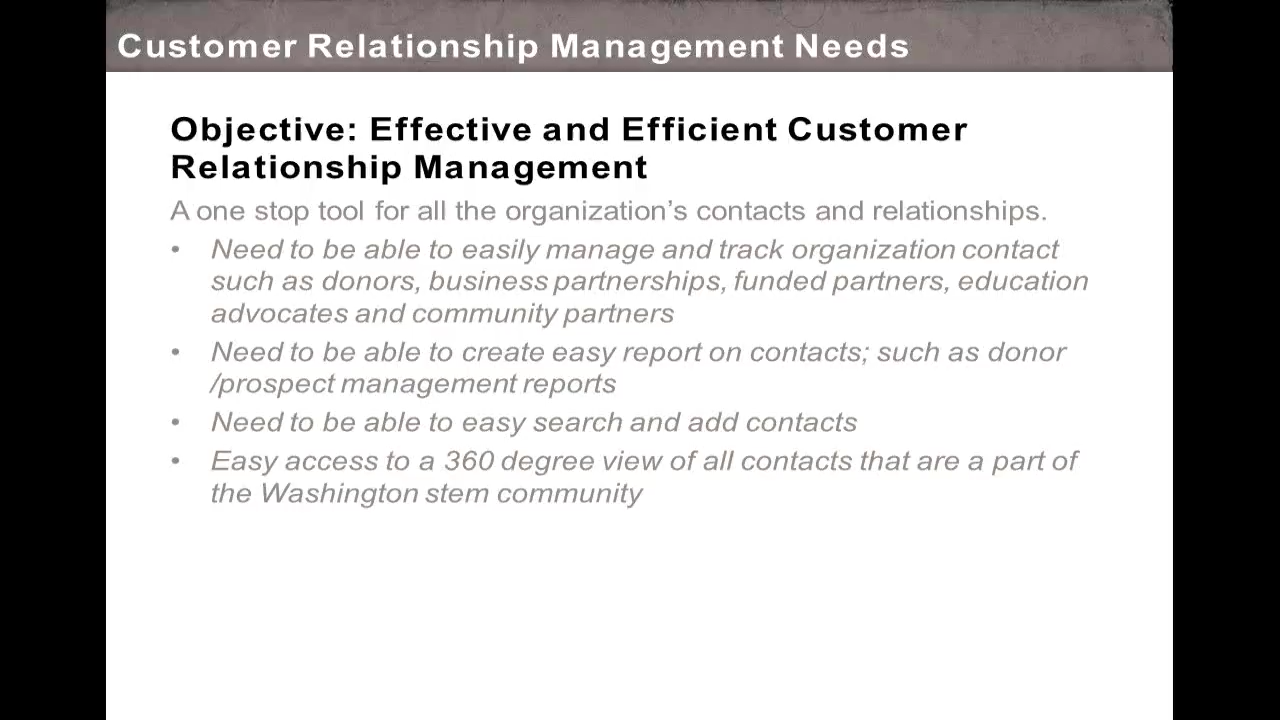 Customer Relationship Management Needs
Objective: Effective and Efficient Customer
Relationship Management
A one stop tool for all the organization’s contacts and relationships.
• Need to be able to easily manage and track organization contact
such as donors, business partnerships, funded partners, education
advocates and community partners
• Need to be able to create easy report on contacts; such as donor
/prospect management reports
• Need to be able to easy search and add contacts
• Easy access to a 360 degree view of all contacts that are a part of
the Washington stem community